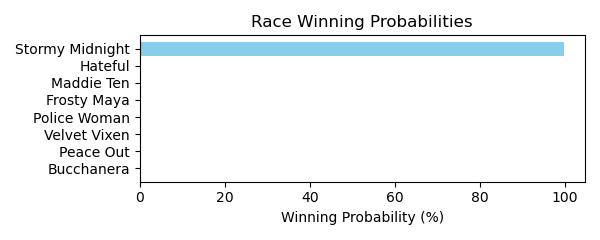 Race Winning Probabilities
Stormy Midnight
Hateful
Maddie Ten
Frosty Maya
Police Woman
Velvet Vixen
Peace Out
Bucchanera
0 20 40 60 80 100
Winning Probability (%)